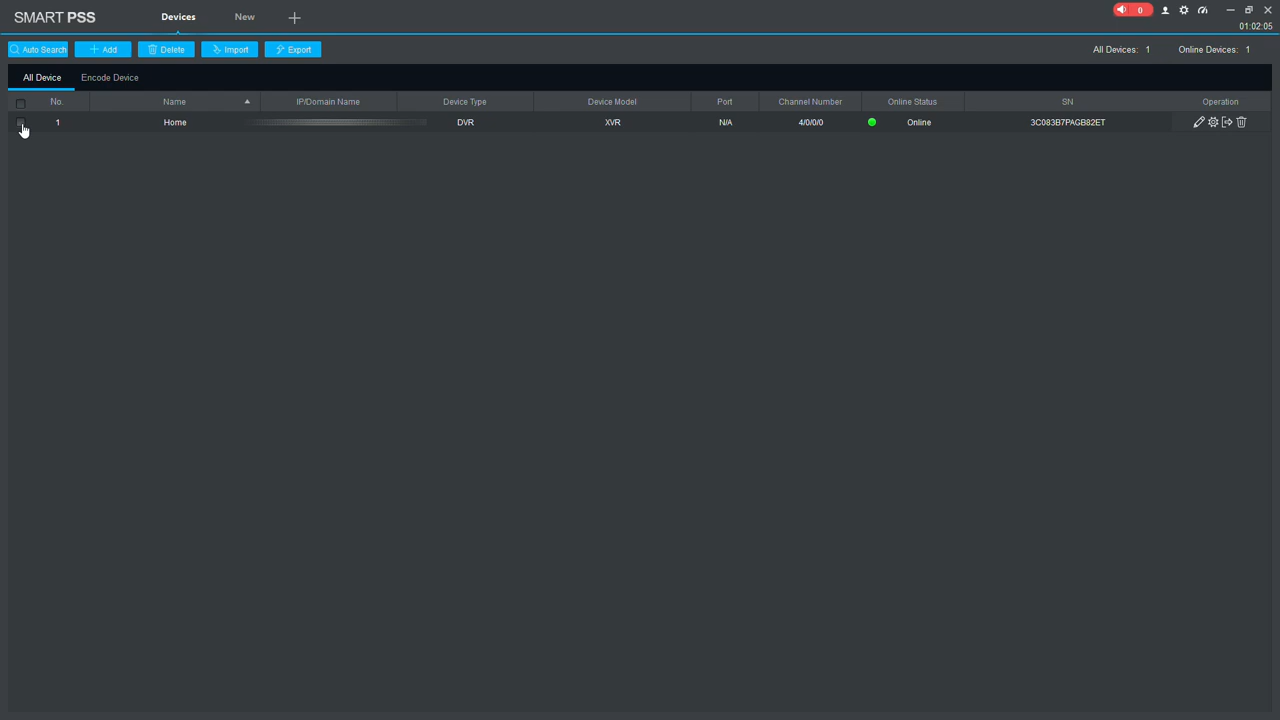 SMART PSS Devices New 0
01:02:05
Auto Search Add Delete Import Export All Devices: 1 Online Devices: 1
All Device Encode Device
No. Name IP/Domain Name Device Type Device Model Port Channel Number Online Status SN Operation
1 Home DVR XVR N/A 4/0/0/0 Online 3C083B7PAGB82ET